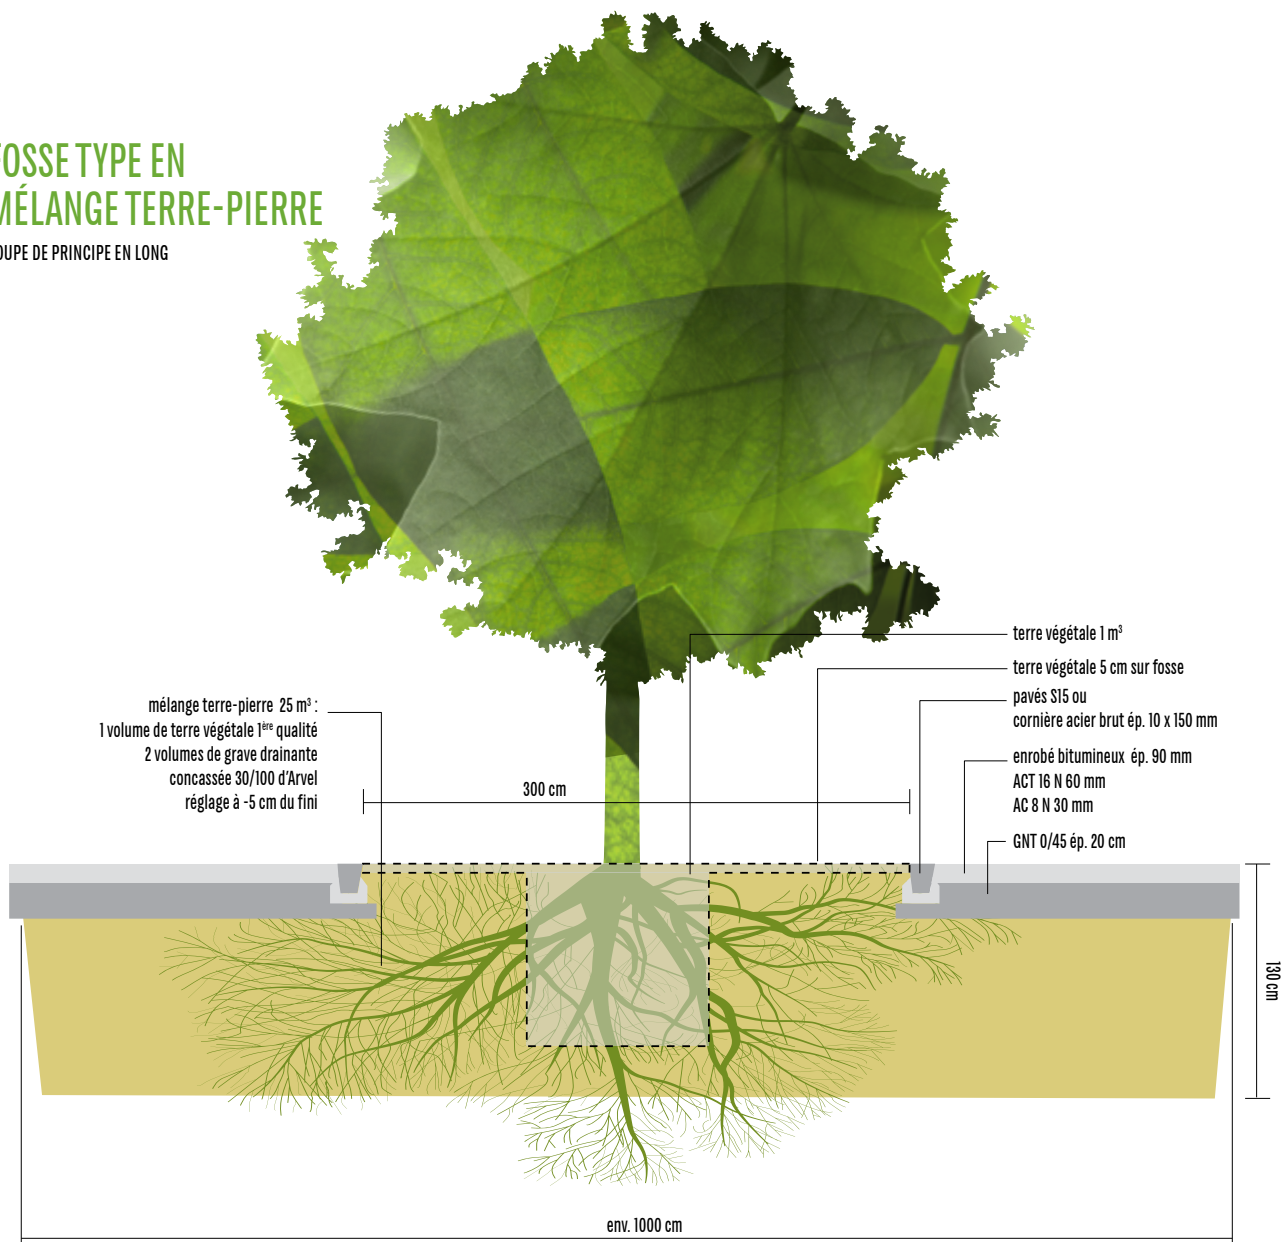 FOSSE TYPE EN
MÉLANGE TERRE-PIERRE
OUPE DE PRINCIPE EN LONG
terre végétale 1 m³
terre végétale 5 cm sur fosse
pavés S15 ou
cornière acier brut ép. 10 x 150 mm
enrobé bitumineux ép. 90 mm
ACT 16 N 60 mm
AC 8 N 30 mm
GNT 0/45 ép. 20 cm
mélange terre-pierre 25 m³ :
1 volume de terre végétale 1ère qualité
2 volumes de grave drainante
concassée 30/100 d'Arvel
réglage à -5 cm du fini
300 cm
130 cm
env. 1000 cm